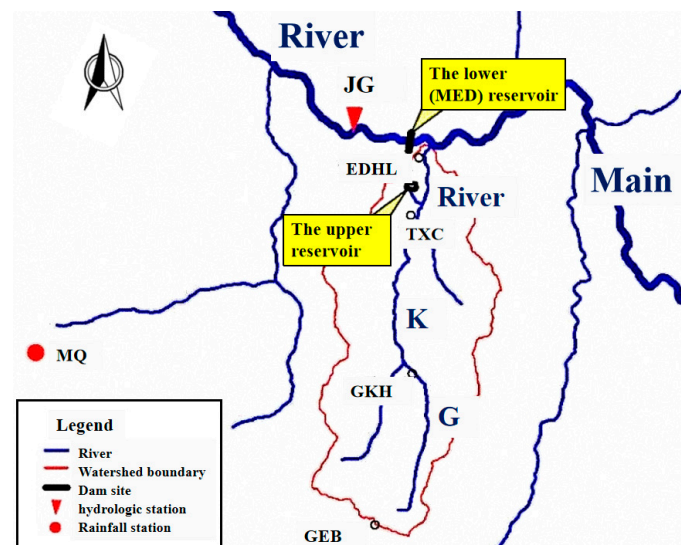 River
JG
The lower
(MED) reservoir
EDHL
Main
River
The upper
reservoir
TXC
K
MQ
GKH
G
GEB
Legend
River
Watershed boundary
Dam site
hydrologic station
Rainfall station